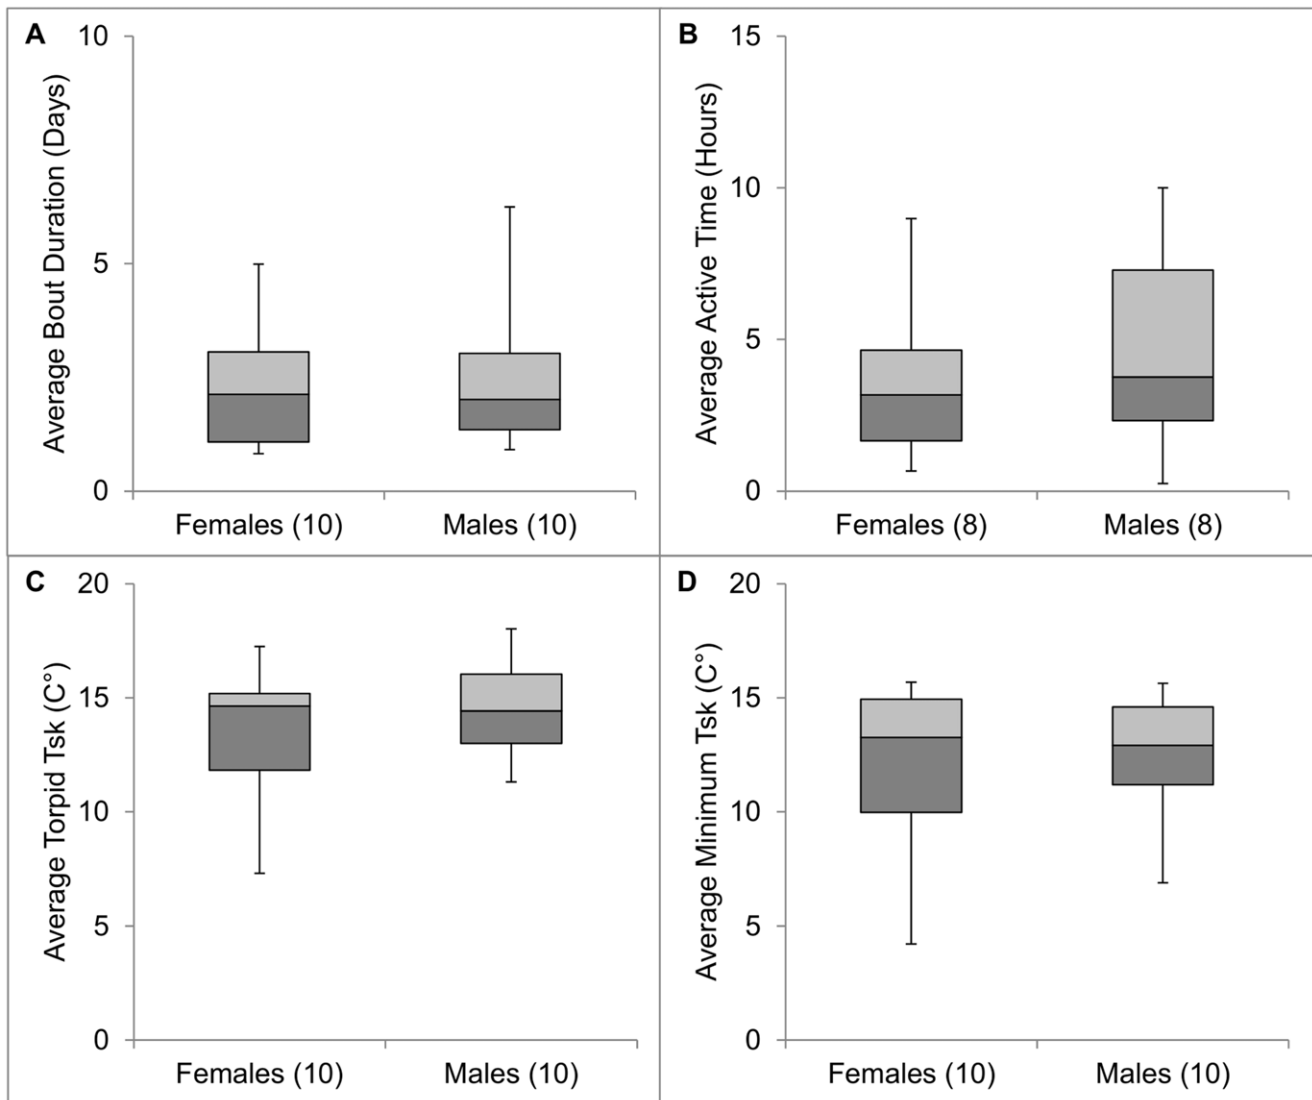 A
Average Bout Duration (Days)
10
5
0
Females (10)
Males (10)
B
Average Active Time (Hours)
15
10
5
0
Females (8)
Males (8)
C
Average Torpid Tsk (C°)
20
15
10
5
0
Females (10)
Males (10)
D
Average Minimum Tsk (C°)
20
15
10
5
0
Females (10)
Males (10)